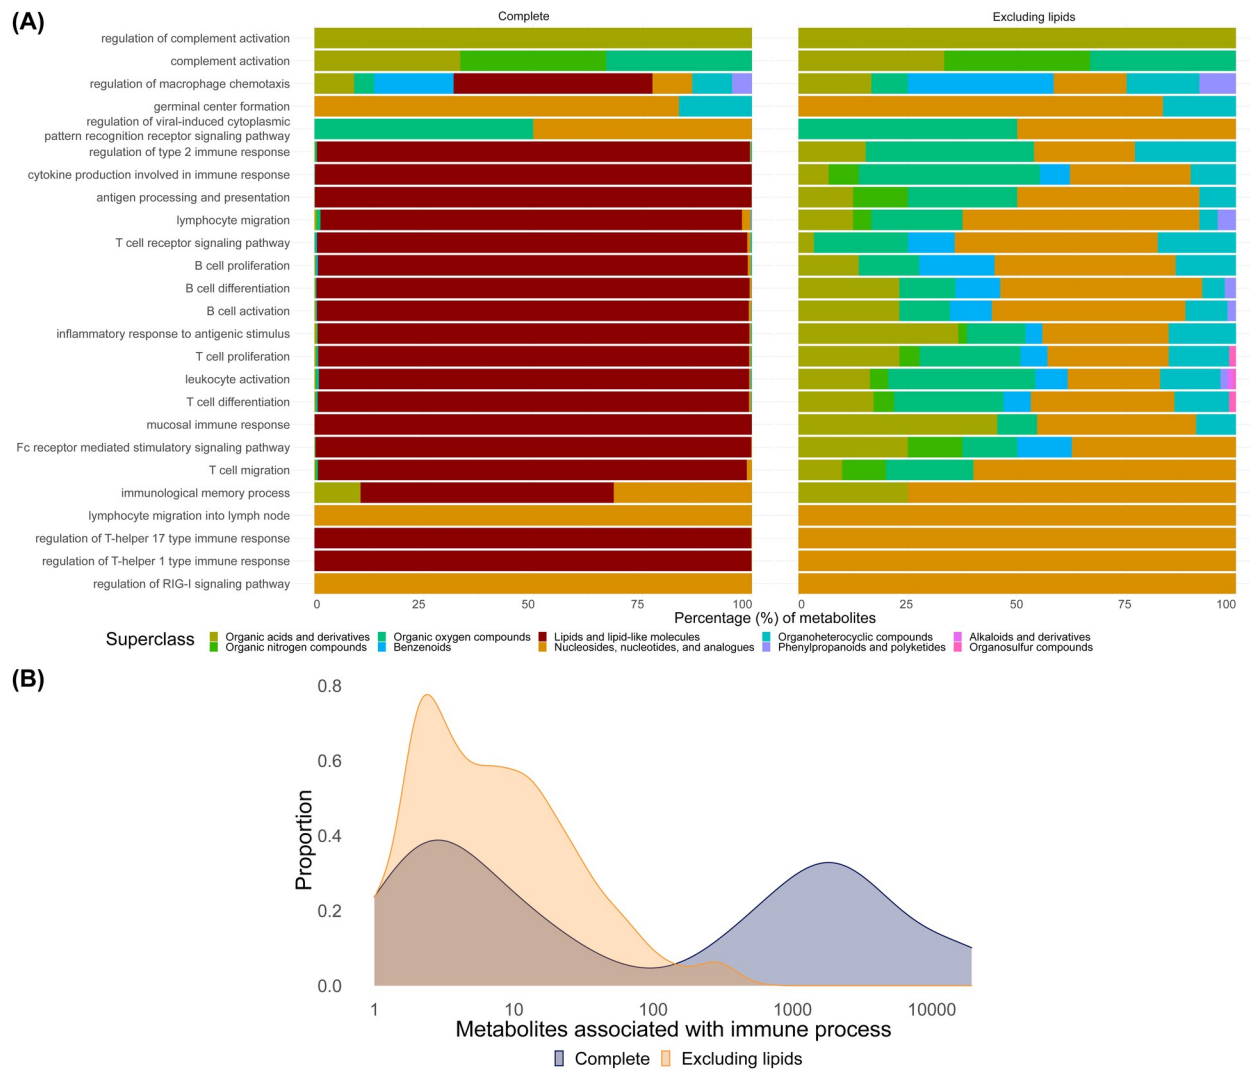 (A)
Complete
Excluding lipids
regulation of complement activation
complement activation
regulation of macrophage chemotaxis
germinal center formation
regulation of viral-induced cytoplasmic
pattern recognition receptor signaling pathway
regulation of type 2 immune response
cytokine production involved in immune response
antigen processing and presentation
lymphocyte migration
T cell receptor signaling pathway
B cell proliferation
B cell differentiation
B cell activation
inflammatory response to antigenic stimulus
T cell proliferation
leukocyte activation
T cell differentiation
mucosal immune response
Fc receptor mediated stimulatory signaling pathway
T cell migration
immunological memory process
lymphocyte migration into lymph node
regulation of T-helper 17 type immune response
regulation of T-helper 1 type immune response
regulation of RIG-I signaling pathway
0 25 50 75 100 0 25 50 75 100
Percentage (%) of metabolites
Superclass
Organic acids and derivatives Organic oxygen compounds Lipids and lipid-like molecules Organoheterocyclic compounds Alkaloids and derivatives
Organic nitrogen compounds Benzenoids Nucleosides, nucleotides, and analogues Phenylpropanoids and polyketides Organosulfur compounds
(B)
Proportion
0.8
0.6
0.4
0.2
0.0
1 10 100 1000 10000
Metabolites associated with immune process
Complete Excluding lipids